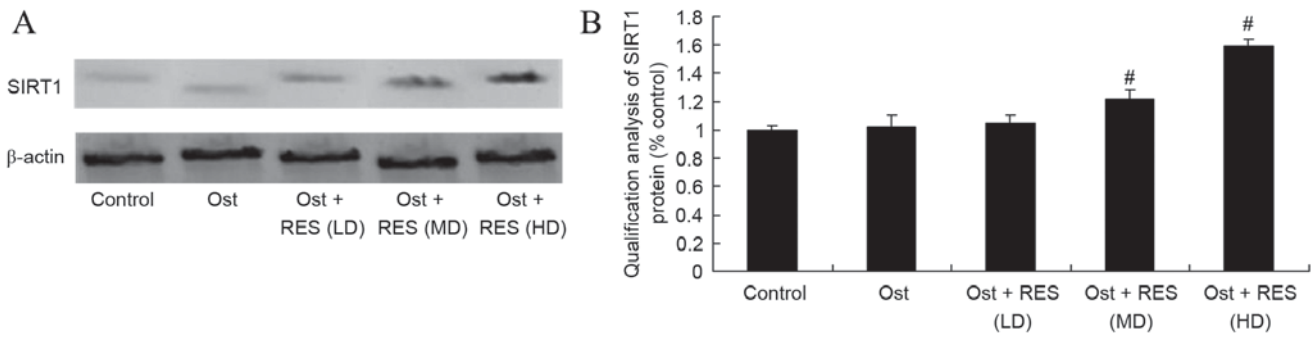 A
SIRT1
β-actin
Control Ost Ost + Ost + Ost +
RES (LD) RES (MD) RES (HD)
B
Qualification analysis of SIRT1
protein (% control)
1.8
1.6
1.4
1.2
1
0.8
0.6
0.4
0.2
0
#
#
Control Ost Ost + RES Ost + RES Ost + RES
(LD) (MD) (HD)